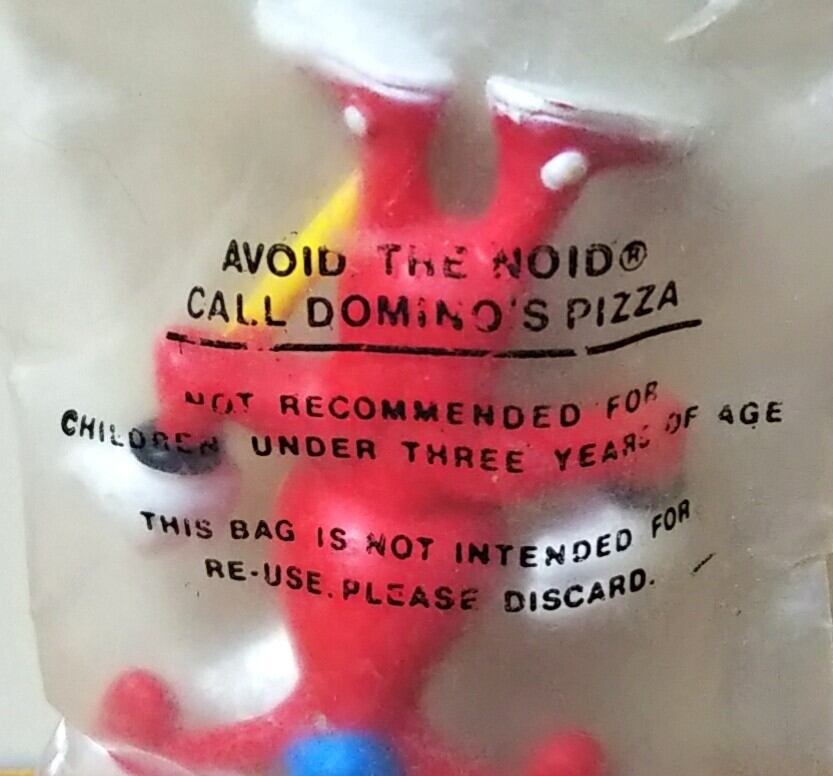 AVOID THE NOID®
CALL DOMINO'S PIZZA
NOT RECOMMENDED FOR
CHILDREN UNDER THREE YEARS OF AGE
THIS BAG IS NOT INTENDED FOR
RE-USE. PLEASE DISCARD.